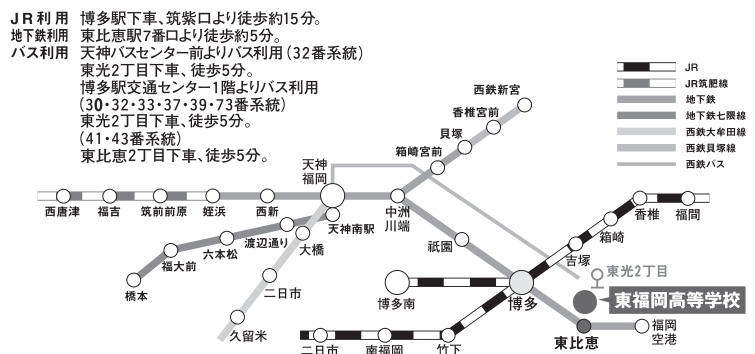 JR利用 博多駅下車、筑紫口より徒歩約15分。
地下鉄利用 東比恵駅7番口より徒歩約5分。
バス利用 天神バスセンター前よりバス利用（32番系統）
東光2丁目下車、徒歩5分。
博多駅交通センター1階よりバス利用
（30・32・33・37・39・73番系統）
東光2丁目下車、徒歩5分。
（41・43番系統）
東比恵2丁目下車、徒歩5分。
JR
JR筑肥線
地下鉄
地下鉄七隈線
西鉄大牟田線
西鉄貝塚線
西鉄バス
西鉄新宮
香椎宮前
貝塚
箱崎宮前
天神
福岡
西唐津
福吉
筑前前原
姪浜
西新
中洲
川端
天神南駅
渡辺通り
六本松
福大前
橋本
大橋
二日市
久留米
祇園
香椎
福間
箱崎
吉塚
東光2丁目
博多南
博多
東福岡高等学校
東比恵
福岡
空港
二日市
南福岡
竹下